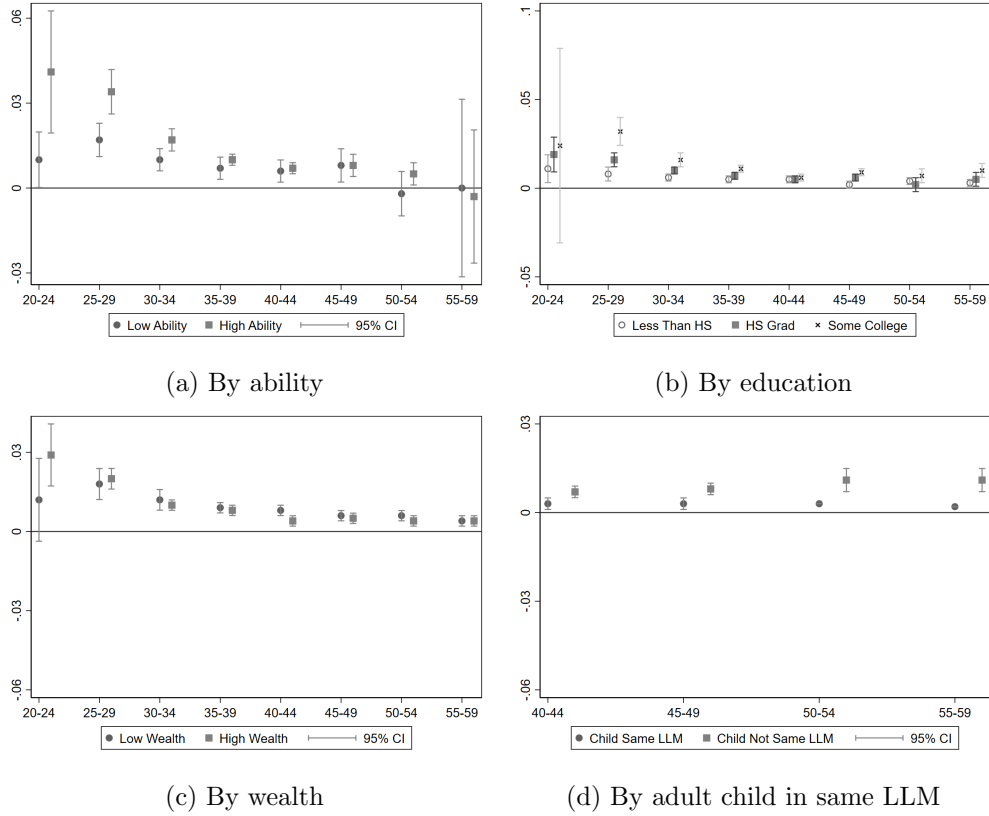 .06
.03
0
-.03
20-24 25-29 30-34 35-39 40-44 45-49 50-54 55-59
Low Ability High Ability 95% CI
(a) By ability
.1
.05
0
-.05
20-24 25-29 30-34 35-39 40-44 45-49 50-54 55-59
Less Than HS HS Grad Some College
(b) By education
.03
0
-.03
-.06
20-24 25-29 30-34 35-39 40-44 45-49 50-54 55-59
Low Wealth High Wealth 95% CI
(c) By wealth
.03
0
-.03
-.06
40-44 45-49 50-54 55-59
Child Same LLM Child Not Same LLM 95% CI
(d) By adult child in same LLM